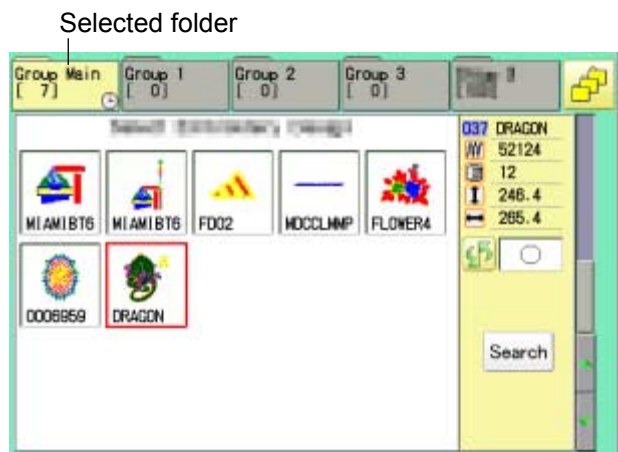 Selected folder
Group Main
[ 7]
Group 1
[ 0]
Group 2
[ 0]
Group 3
[ 0]
037 DRAGON
52124
12
246.4
265.4
MIAMIBT6 MIAMIBT6 FD02 MDCCLMNP FLOWER4
0006959 DRAGON
Search